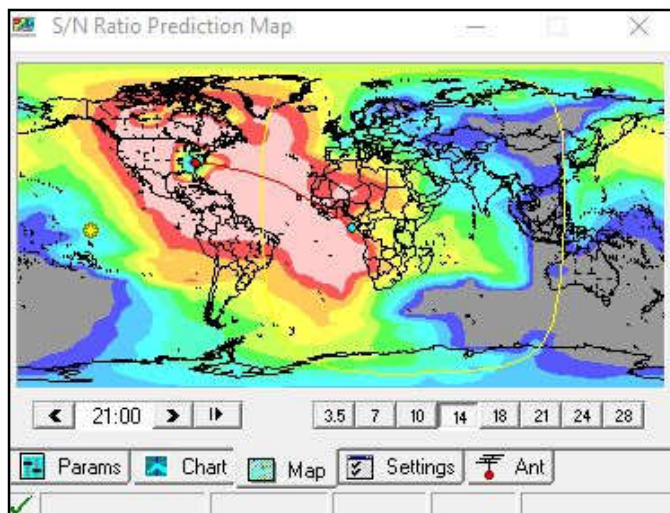 S/N Ratio Prediction Map
21:00 3.5 7 10 14 18 21 24 28
Params Chart Map Settings Ant